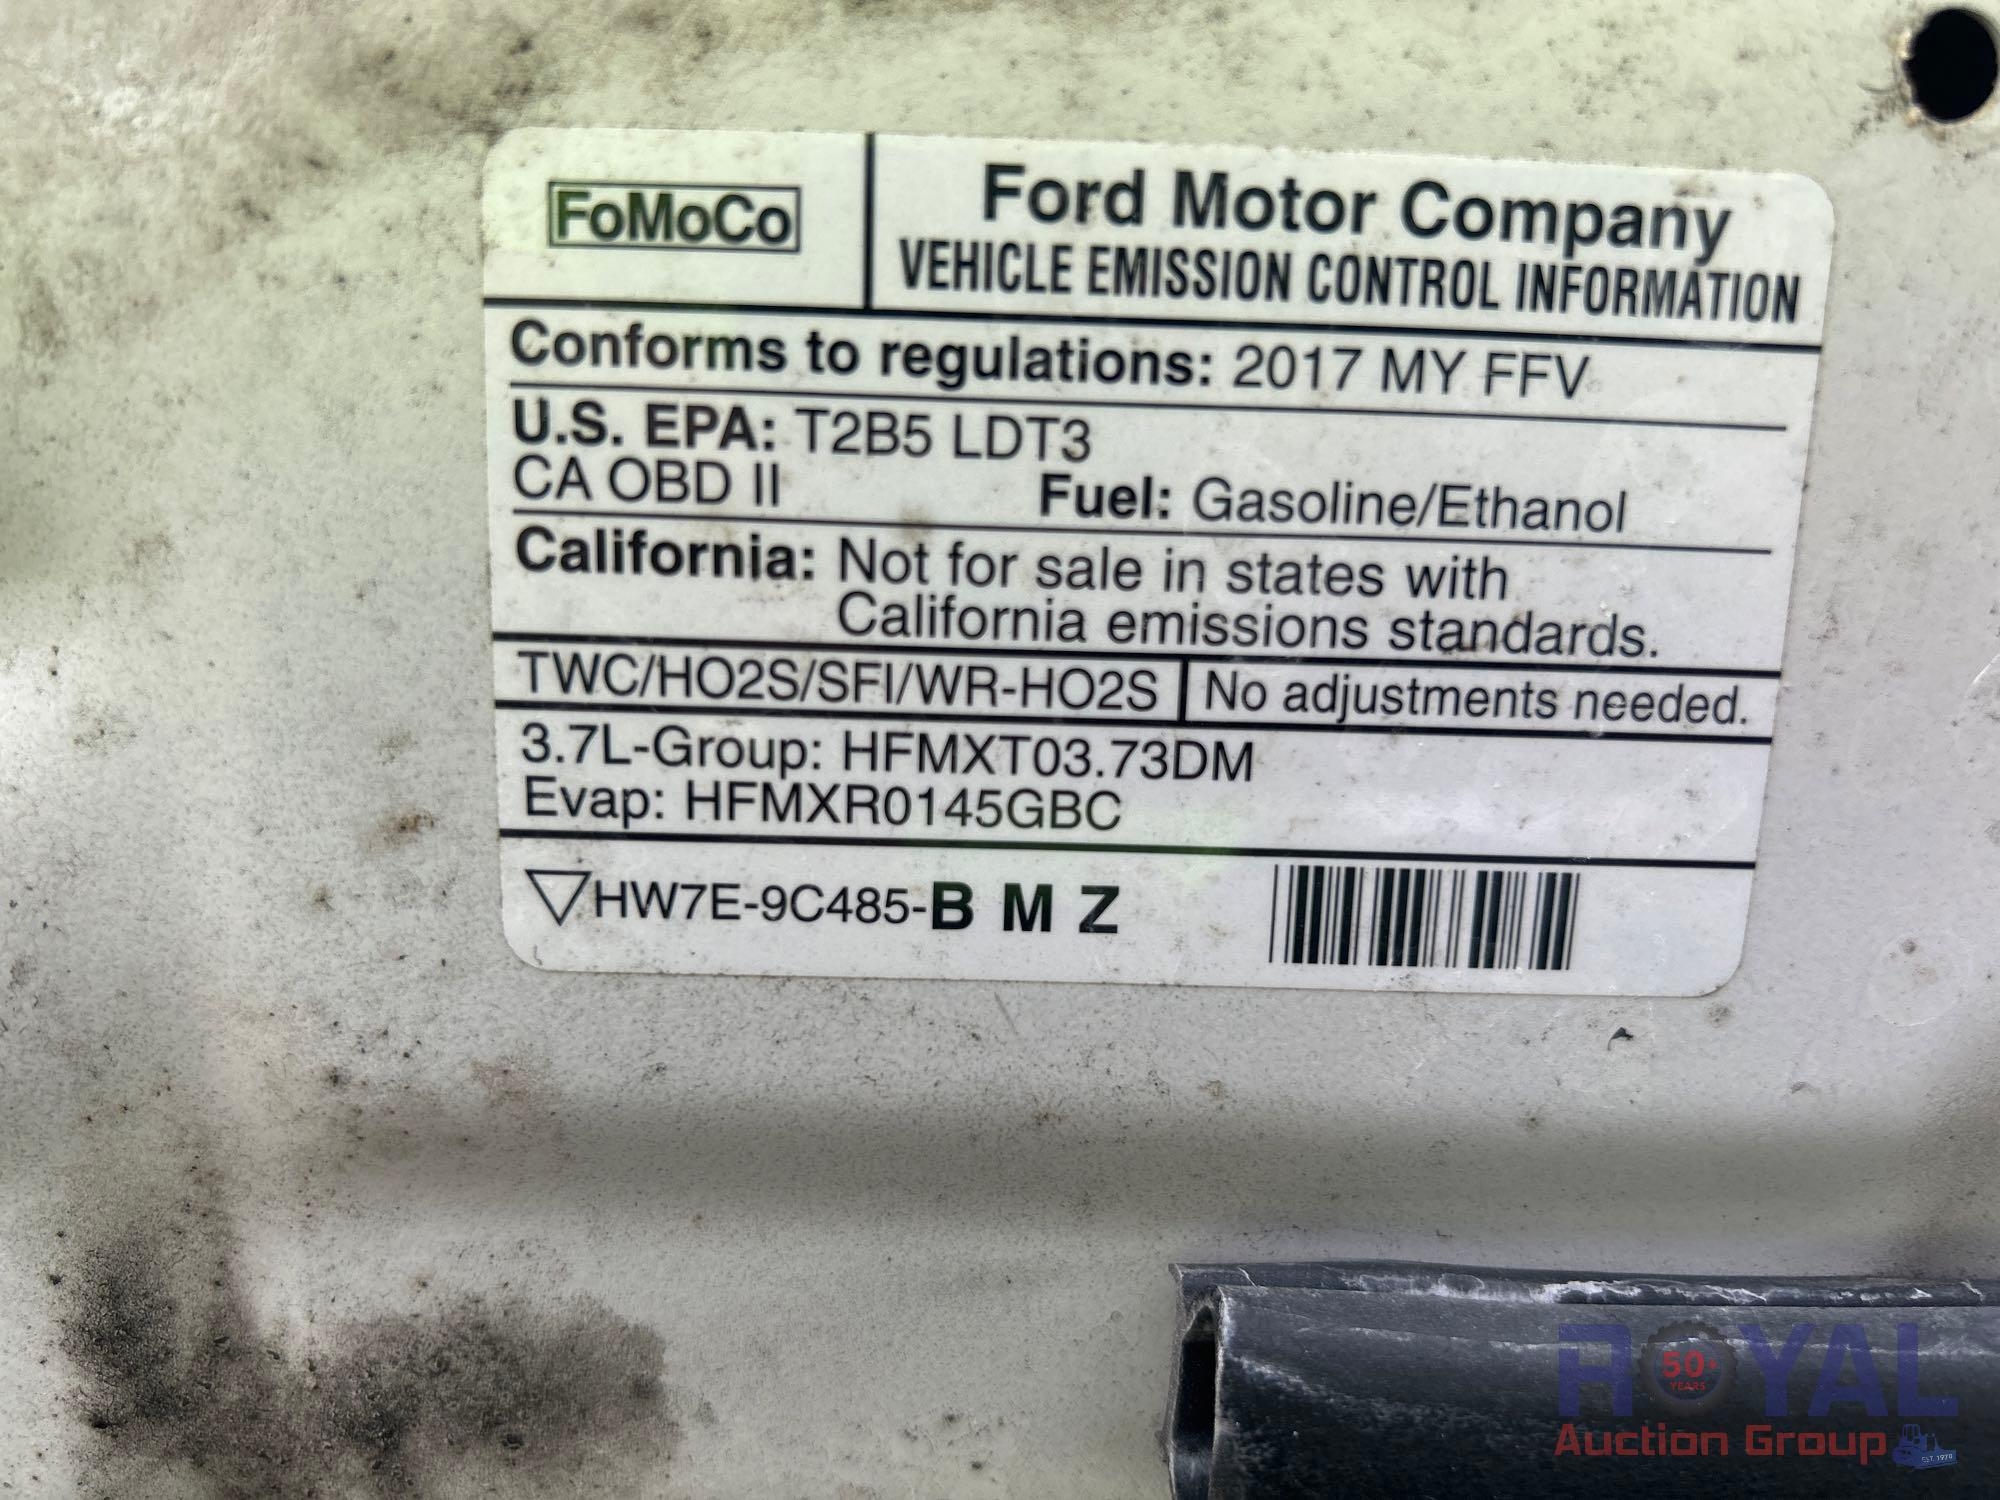 FoMoCo
Ford Motor Company
VEHICLE EMISSION CONTROL INFORMATION
Conforms to regulations: 2017 MY FFV
U.S. EPA: T2B5 LDT3
CA OBD II Fuel: Gasoline/Ethanol
California: Not for sale in states with
California emissions standards.
TWC/HO2S/SFI/WR-HO2S No adjustments needed.
3.7L-Group: HFMXT03.73DM
Evap: HFMXR0145GBC
HW7E-9C485-B M Z
ROYAL
50+
YEARS
Auction Group
EST. 1970